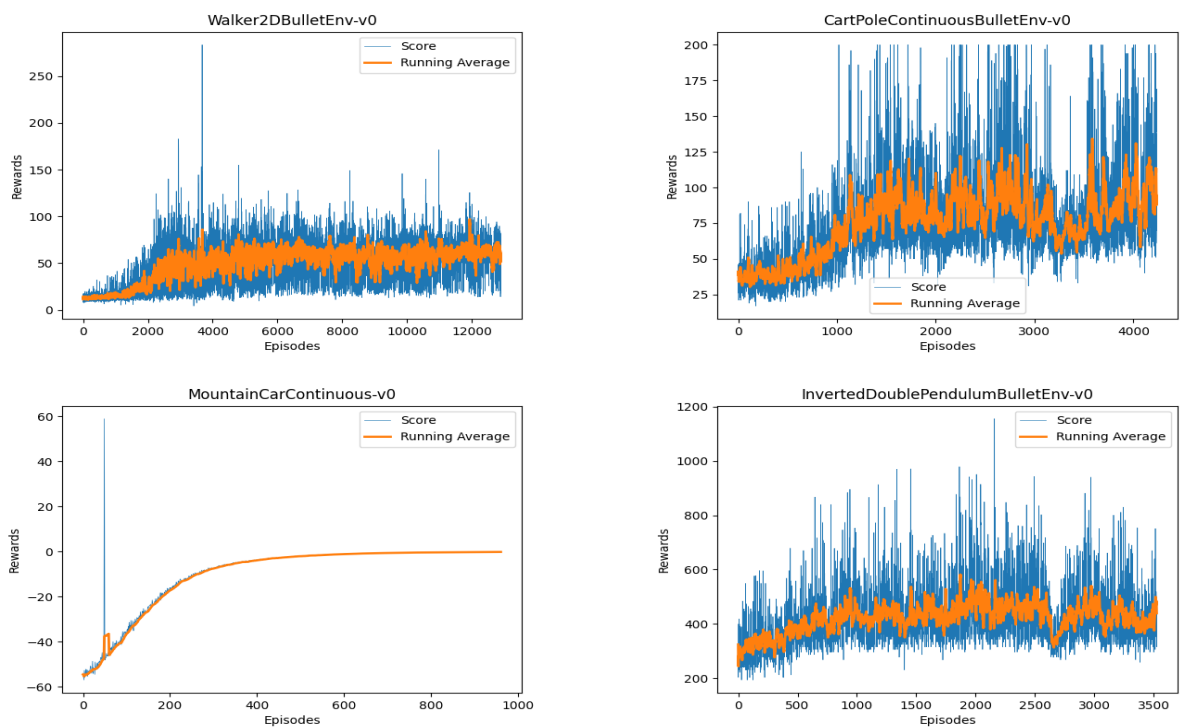 Walker2DBulletEnv-v0
Score
Running Average
Rewards
250
200
150
100
50
0
0 2000 4000 6000 8000 10000 12000
Episodes
CartPoleContinuousBulletEnv-v0
Rewards
200
175
150
125
100
75
50
25
Score
Running Average
0 1000 2000 3000 4000
Episodes
MountainCarContinuous-v0
Score
Running Average
Rewards
60
40
20
0
−20
−40
−60
0 200 400 600 800 1000
Episodes
InvertedDoublePendulumBulletEnv-v0
Score
Running Average
Rewards
1200
1000
800
600
400
200
0 500 1000 1500 2000 2500 3000 3500
Episodes